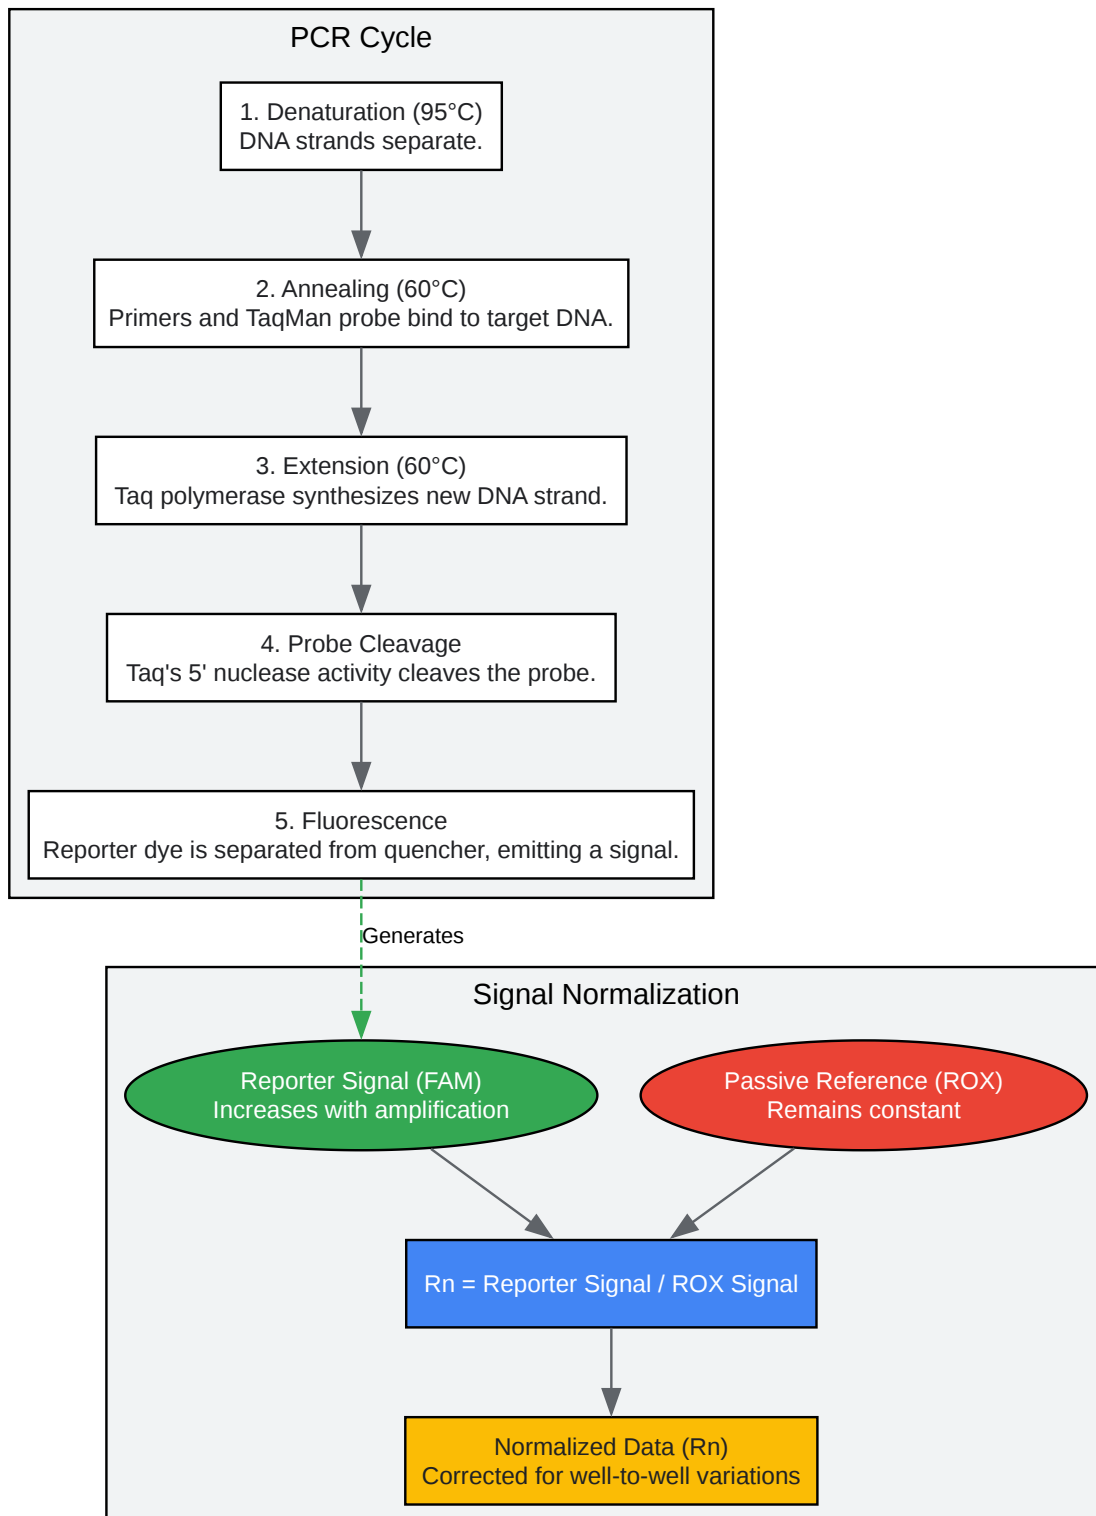 PCR Cycle
1. Denaturation (95°C)
DNA strands separate.
2. Annealing (60°C)
Primers and TaqMan probe bind to target DNA.
3. Extension (60°C)
Taq polymerase synthesizes new DNA strand.
4. Probe Cleavage
Taq's 5' nuclease activity cleaves the probe.
5. Fluorescence
Reporter dye is separated from quencher, emitting a signal.
Generates
Signal Normalization
Reporter Signal (FAM)
Increases with amplification
Passive Reference (ROX)
Remains constant
Rn = Reporter Signal / ROX Signal
Normalized Data (Rn)
Corrected for well-to-well variations